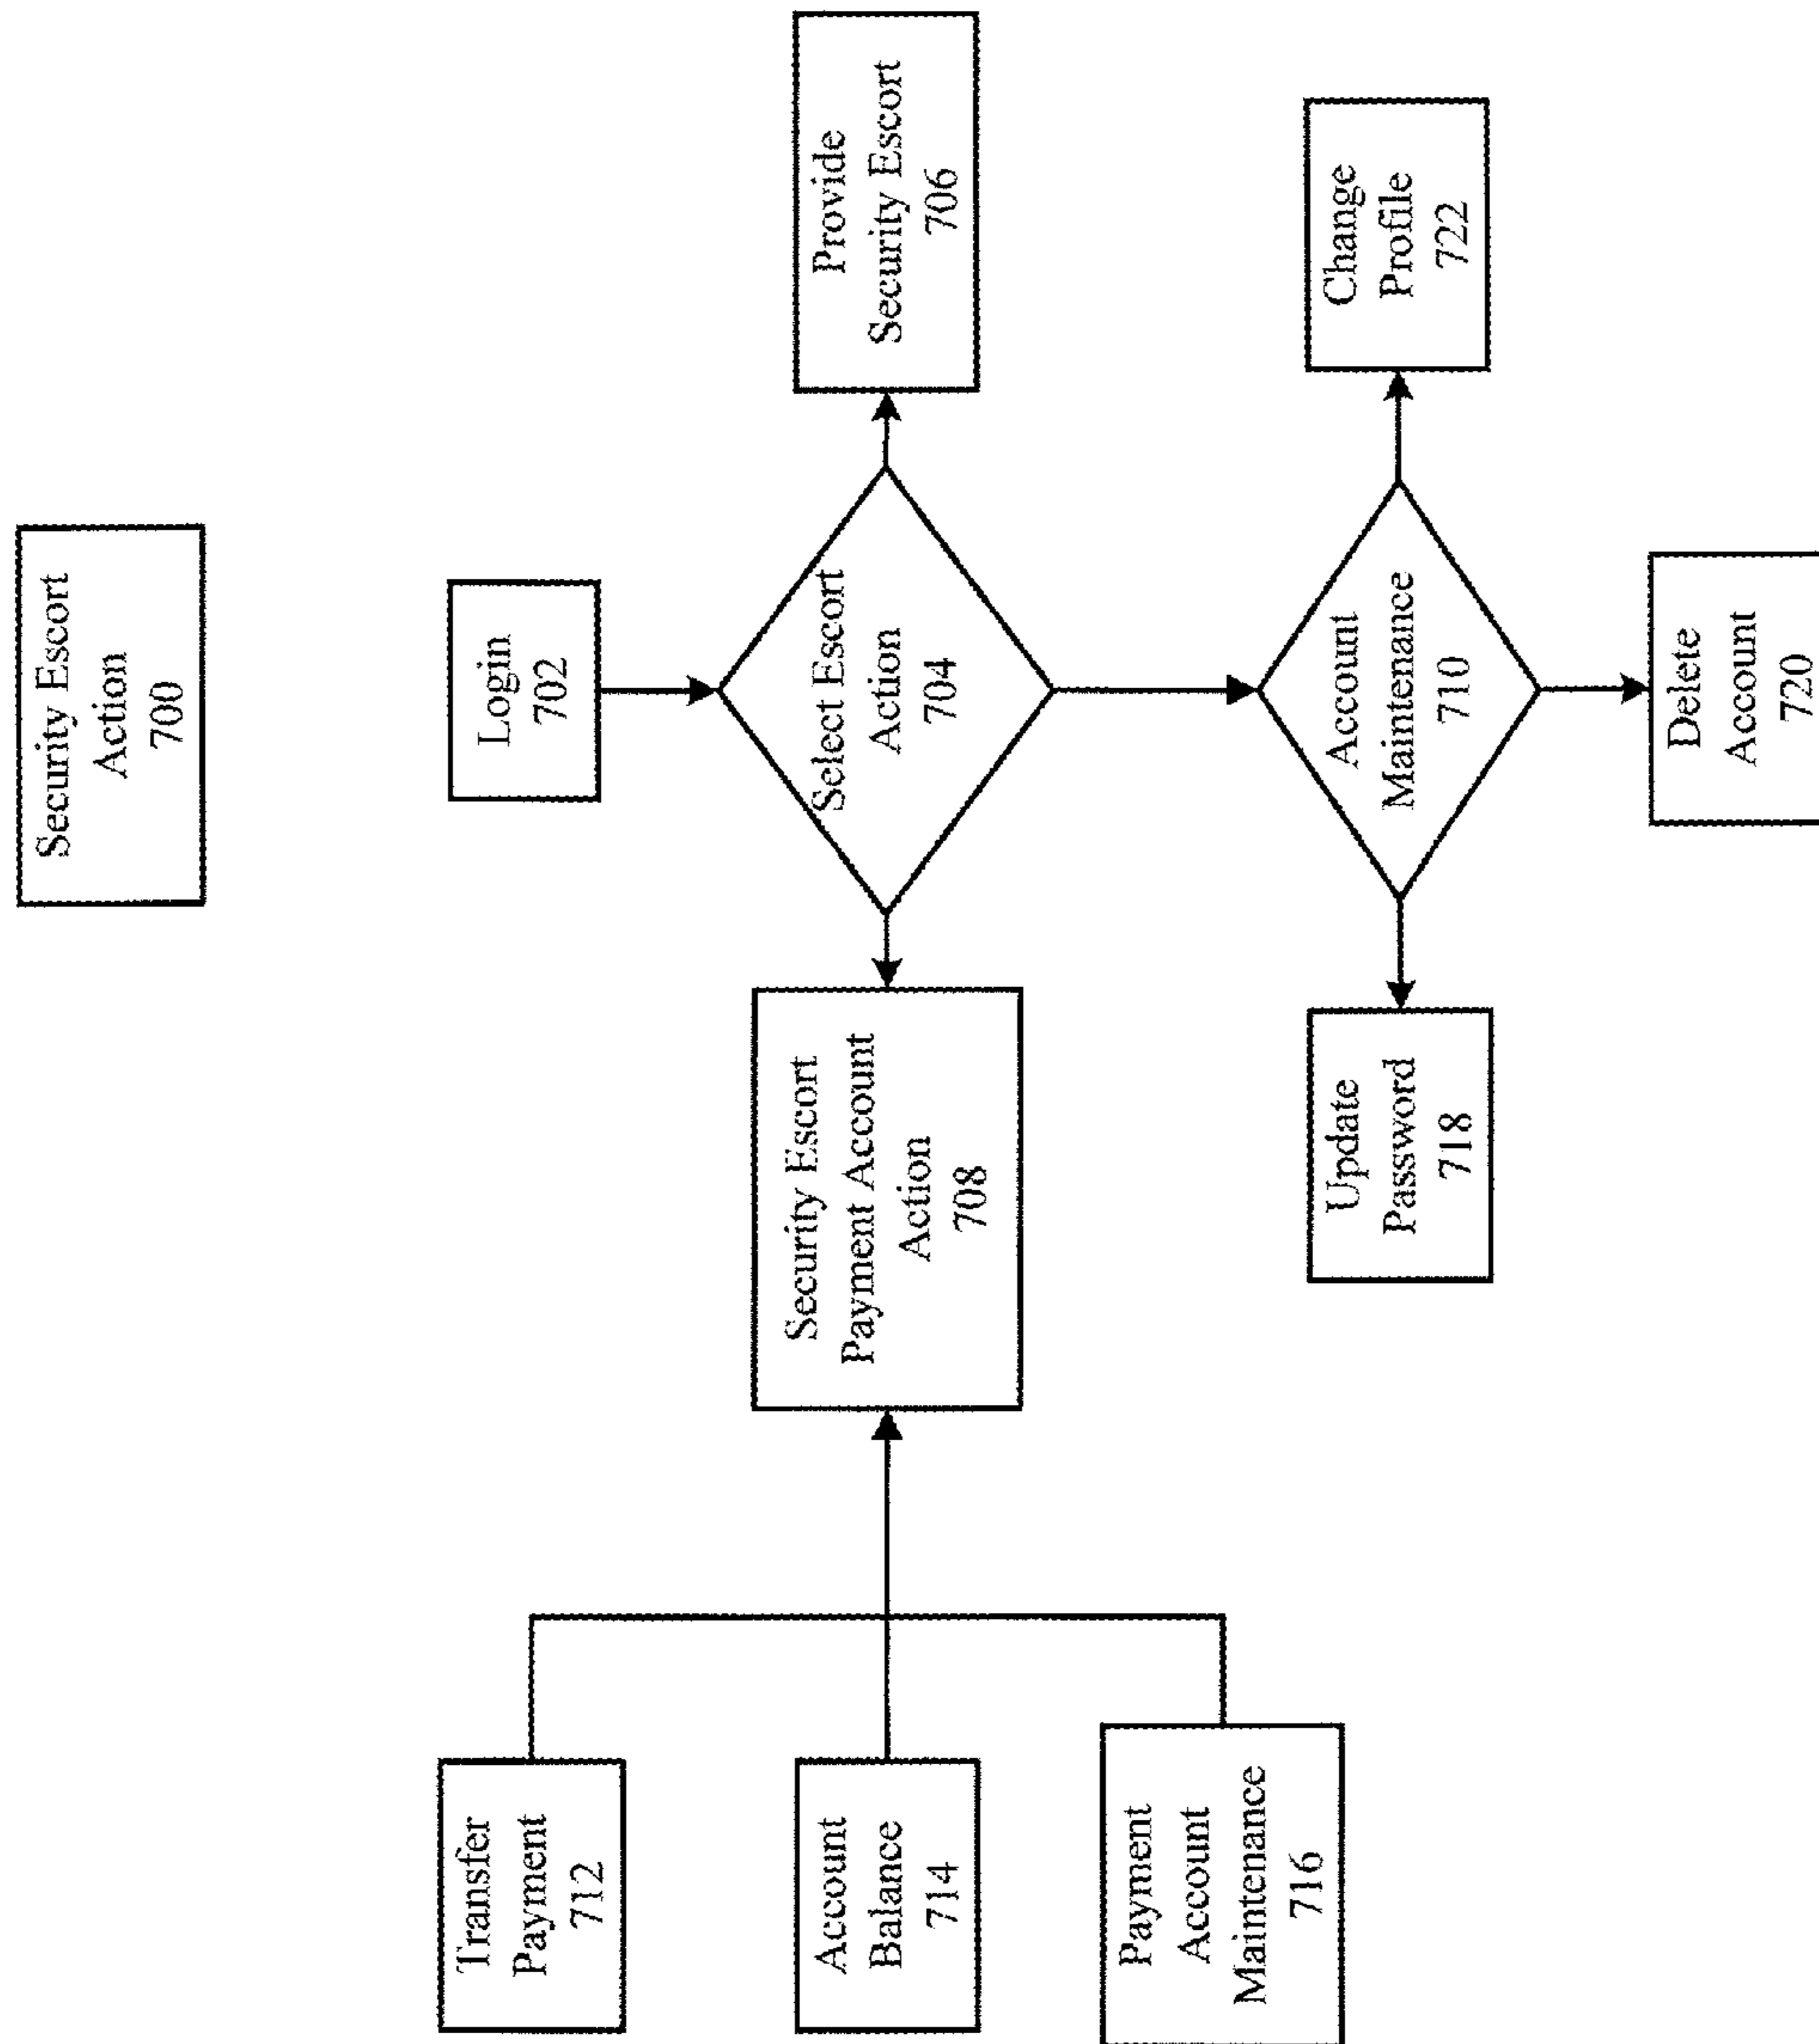 Security Escort
Action
700
Login
702
Select Escort
Action
704
Provide
Security Escort
706
Security Escort
Payment Account
Action
708
Transfer
Payment
712
Account
Balance
714
Payment
Account
Maintenance
716
Account
Maintenance
710
Update
Password
718
Change
Profile
722
Delete
Account
720